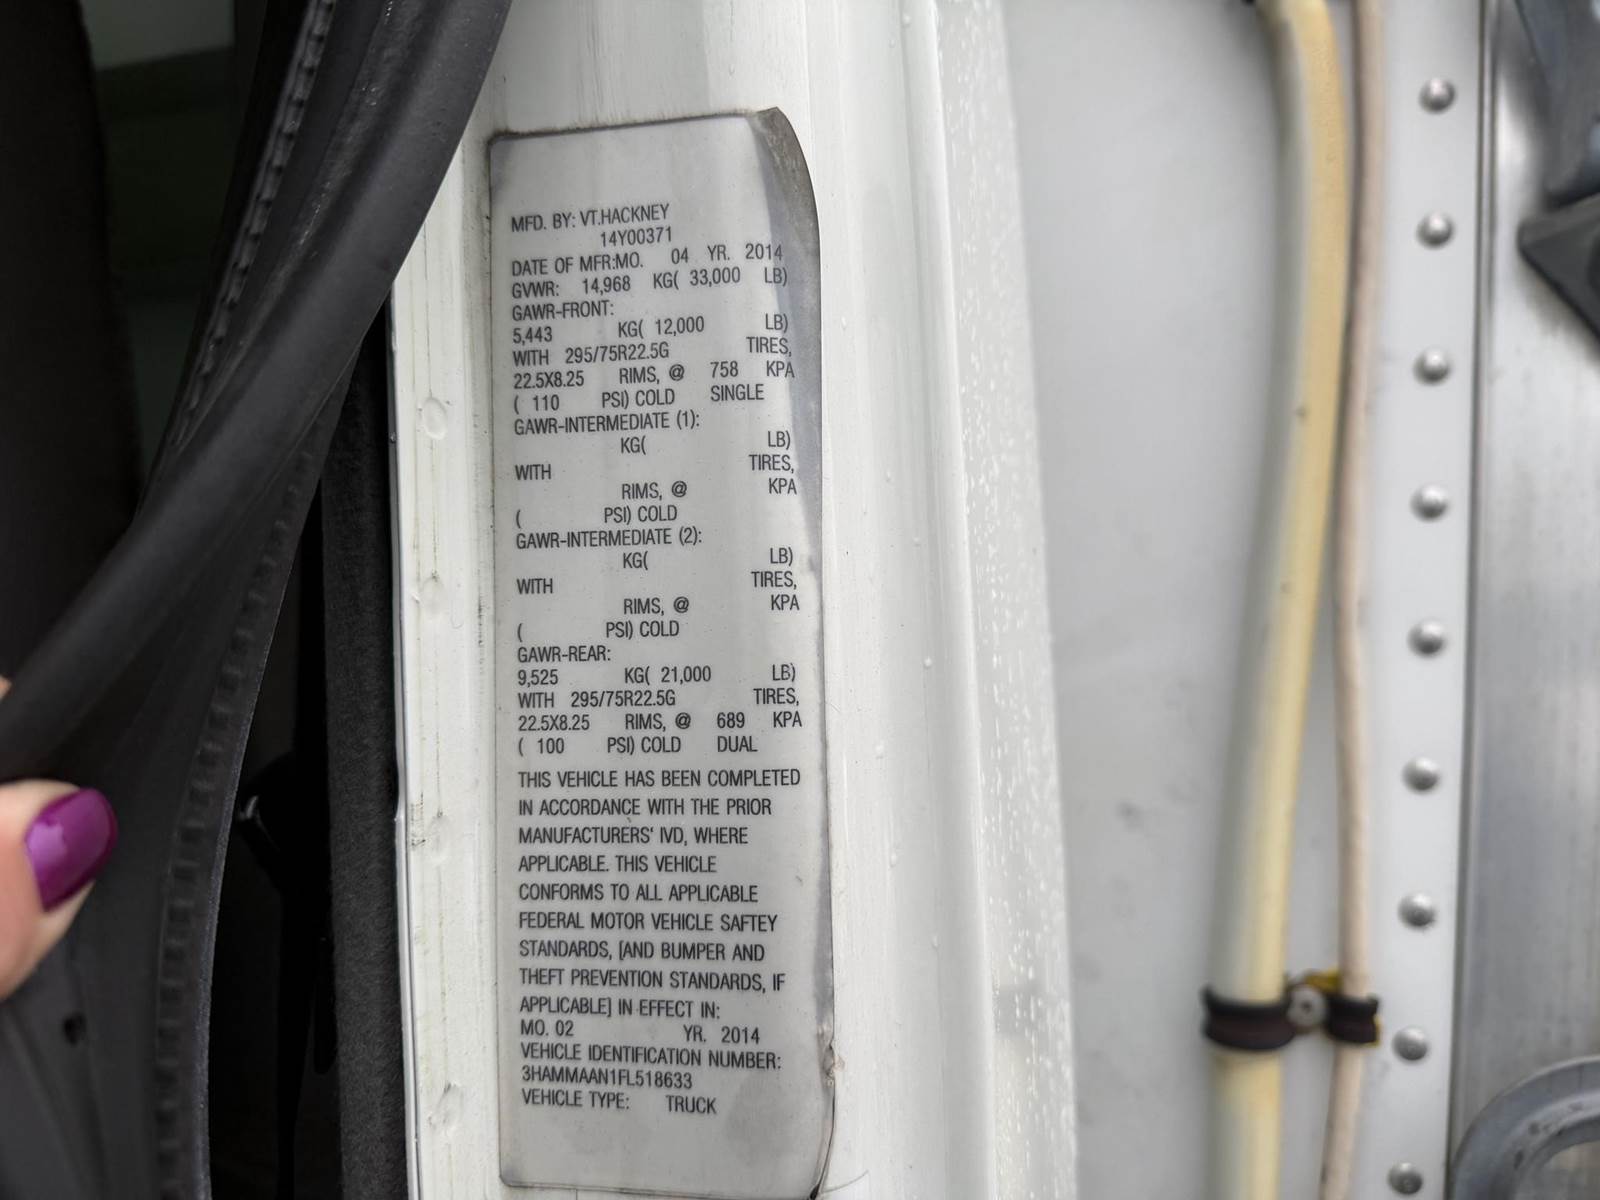 MFD. BY: VT.HACKNEY
14Y00371
DATE OF MFR:MO. 04 YR. 2014
GVWR: 14,968 KG( 33,000 LB)
GAWR-FRONT:
5,443 KG( 12,000 LB)
WITH 295/75R22.5G TIRES,
22.5X8.25 RIMS, @ 758 KPA
( 110 PSI) COLD SINGLE
GAWR-INTERMEDIATE (1):
KG( LB)
WITH TIRES,
RIMS, @ KPA
( PSI) COLD
GAWR-INTERMEDIATE (2):
KG( LB)
WITH TIRES,
RIMS, @ KPA
( PSI) COLD
GAWR-REAR:
9,525 KG( 21,000 LB)
WITH 295/75R22.5G TIRES,
22.5X8.25 RIMS, @ 689 KPA
( 100 PSI) COLD DUAL
THIS VEHICLE HAS BEEN COMPLETED
IN ACCORDANCE WITH THE PRIOR
MANUFACTURERS' IVD, WHERE
APPLICABLE. THIS VEHICLE
CONFORMS TO ALL APPLICABLE
FEDERAL MOTOR VEHICLE SAFTEY
STANDARDS, [AND BUMPER AND
THEFT PREVENTION STANDARDS, IF
APPLICABLE] IN EFFECT IN:
MO. 02 YR. 2014
VEHICLE IDENTIFICATION NUMBER:
3HAMMAAN1FL518633
VEHICLE TYPE: TRUCK